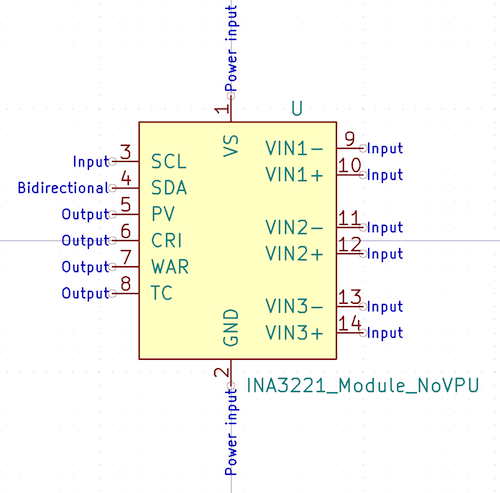 Power input
1
U
VS
Input 3 SCL
Bidirectional 4 SDA
Output 5 PV
Output 6 CRI
Output 7 WAR
Output 8 TC
VIN1- 9 Input
VIN1+ 10 Input
VIN2- 11 Input
VIN2+ 12 Input
VIN3- 13 Input
VIN3+ 14 Input
GND
2
INA3221_Module_NoVPU
Power input